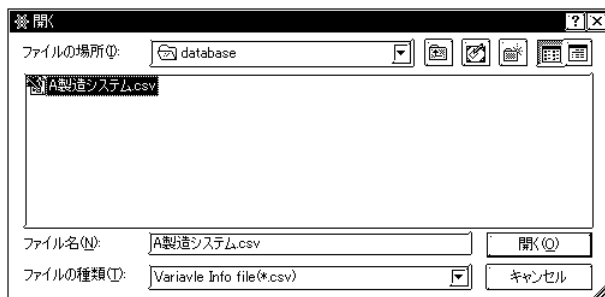 開く
ファイルの場所(I):
database
A製造システム.csv
ファイル名(N):
A製造システム.csv
開く(O)
ファイルの種類(T):
Variavle Info file(*.csv)
キャンセル